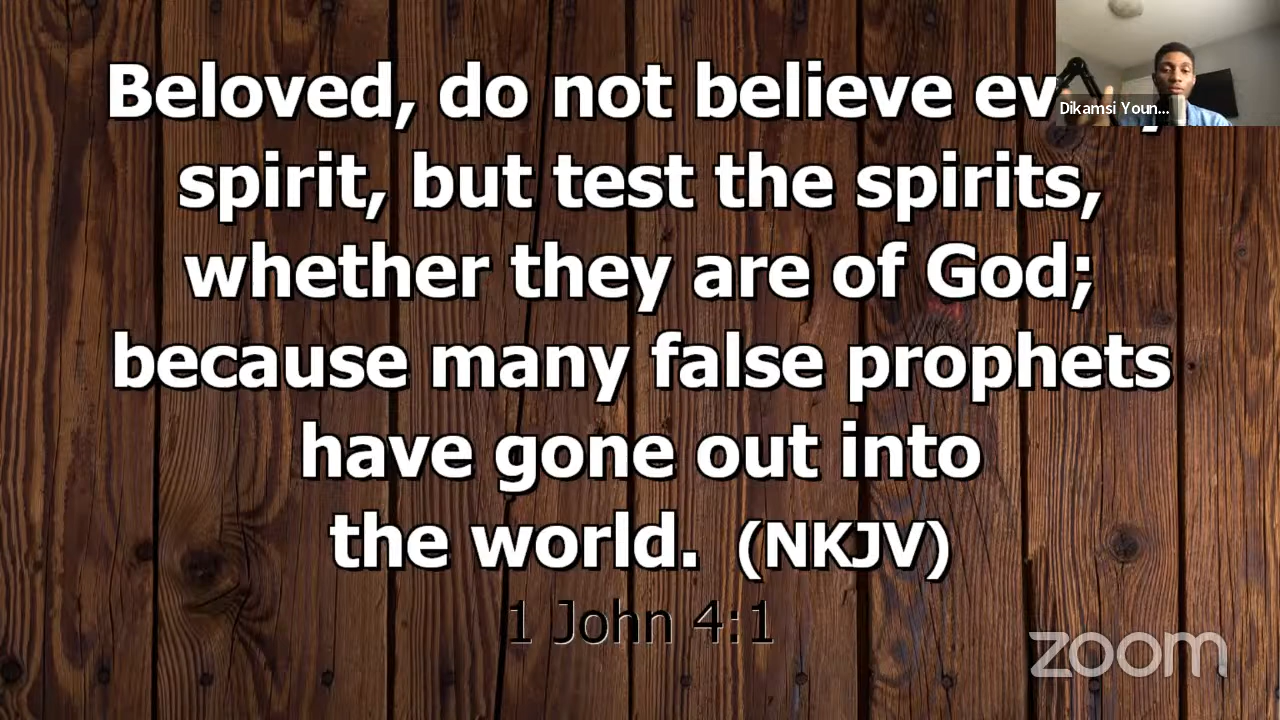 Beloved, do not believe
spirit, but test the spirits,
whether they are of God;
because many false prophets
have gone out into
the world. (NKJV)
1 John 4:1
Dikamsi Youn...
zoom